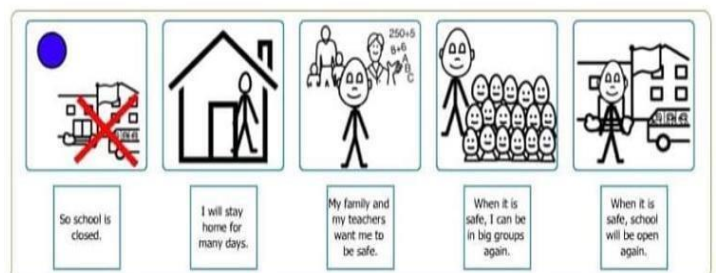 250÷5
8+6
A
B
C
So school is
closed.
I will stay
home for
many days.
My family and
my teachers
want me to
be safe.
When it is
safe, I can be
in big groups
again.
When it is
safe, school
will be open
again.